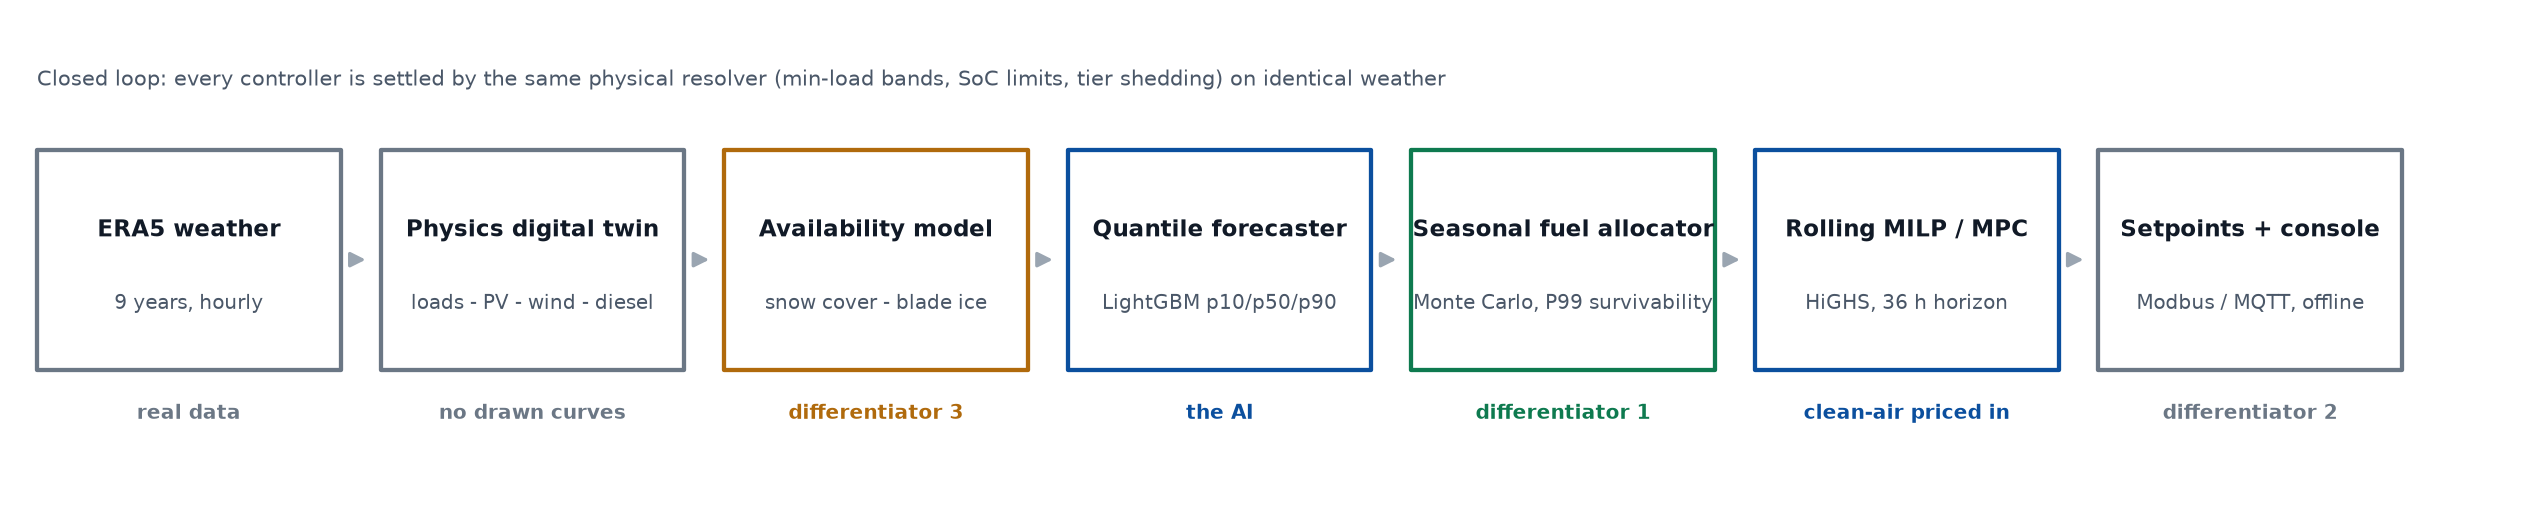 Closed loop: every controller is settled by the same physical resolver (min-load bands, SoC limits, tier shedding) on identical weather
ERA5 weather
9 years, hourly
real data
Physics digital twin
loads - PV - wind - diesel
no drawn curves
Availability model
snow cover - blade ice
differentiator 3
Quantile forecaster
LightGBM p10/p50/p90
the AI
Seasonal fuel allocator
Monte Carlo, P99 survivability
differentiator 1
Rolling MILP / MPC
HiGHS, 36 h horizon
clean-air priced in
Setpoints + console
Modbus / MQTT, offline
differentiator 2